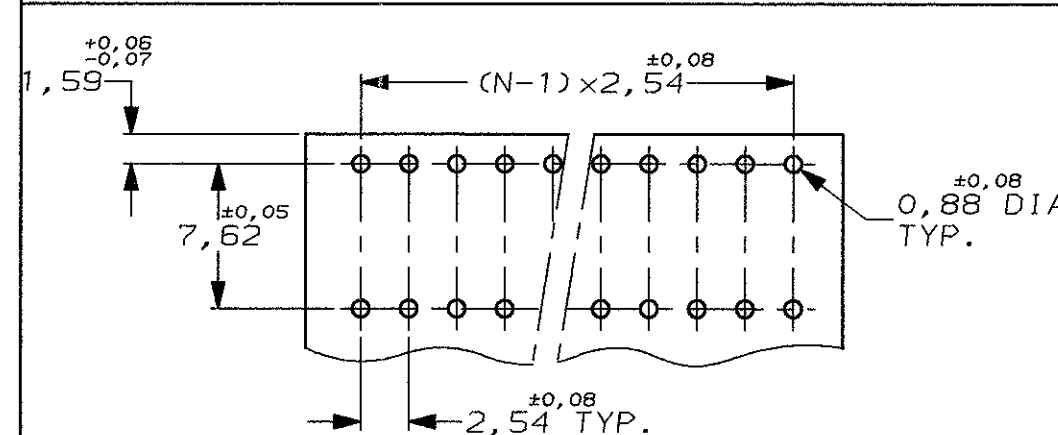 +0,06
-0,07
1,59
±0,08
(N-1)×2,54
±0,05
7,62
±0,08
0,88 DIA
TYP.
±0,08
2,54 TYP.